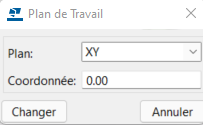 Plan de Travail
Plan: XY
Coordonnée: 0.00
Changer Annuler